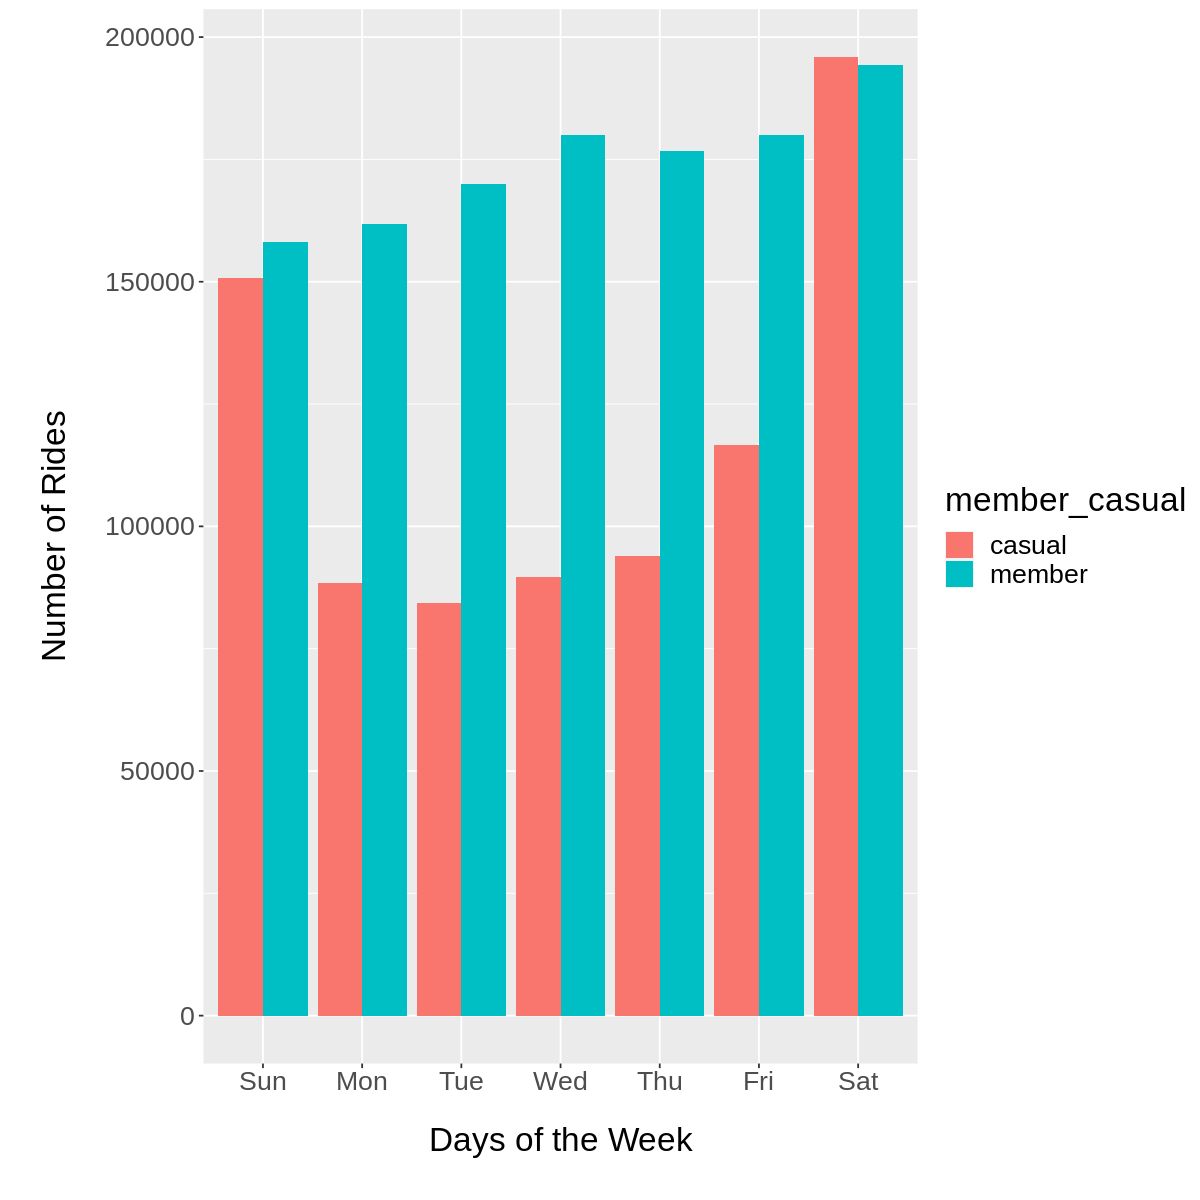 200000
150000
100000
50000
0
Number of Rides
Sun Mon Tue Wed Thu Fri Sat
Days of the Week
member_casual
casual
member